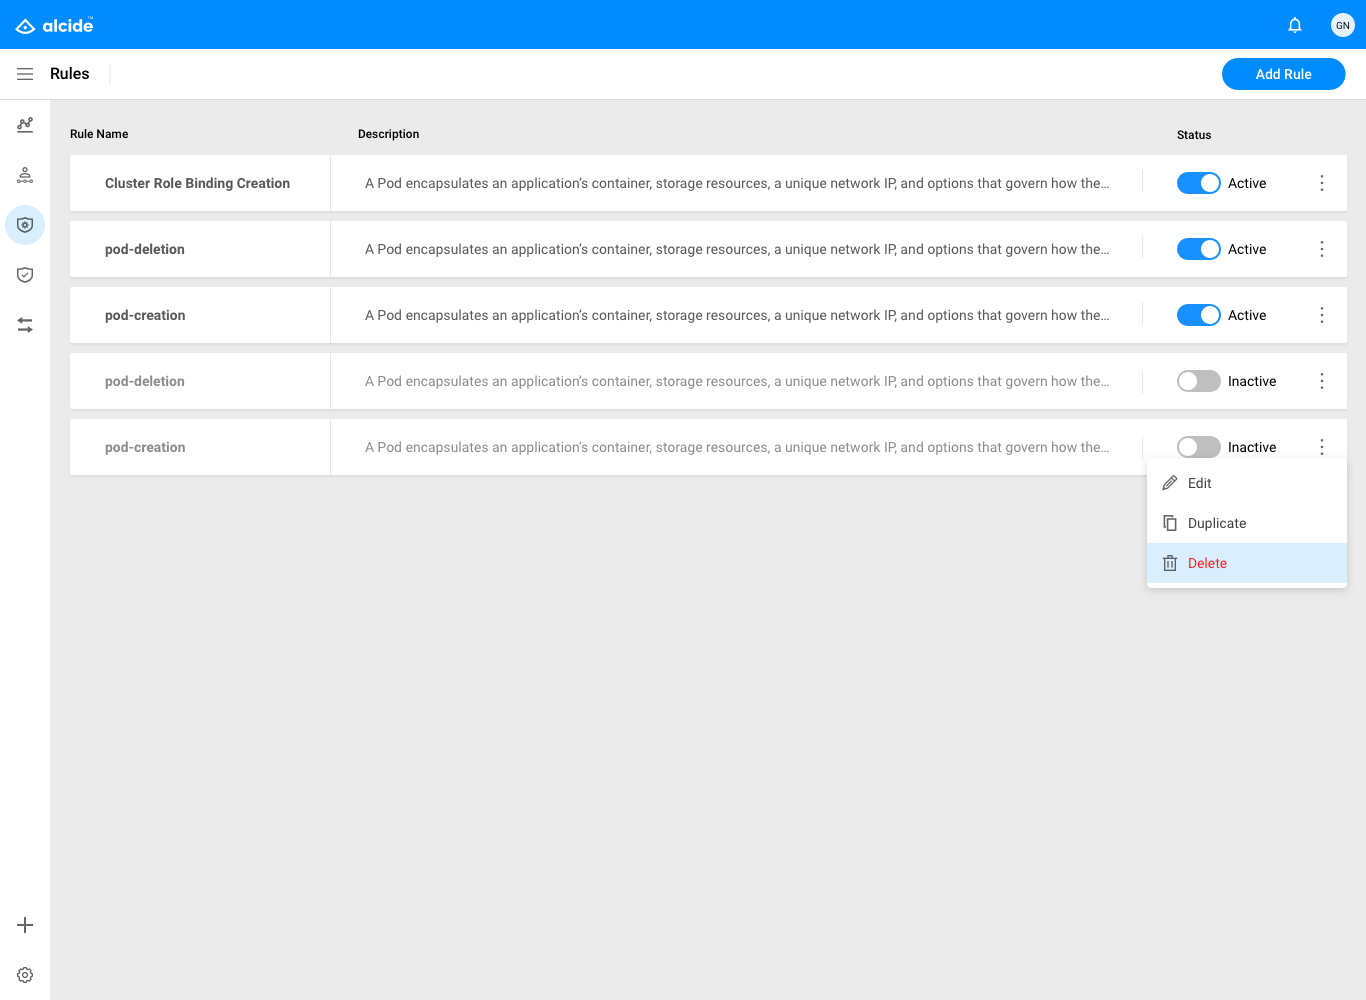 alcide™
GN
Rules
Add Rule
Rule Name Description Status
Cluster Role Binding Creation A Pod encapsulates an application’s container, storage resources, a unique network IP, and options that govern how the... Active
pod-deletion A Pod encapsulates an application’s container, storage resources, a unique network IP, and options that govern how the... Active
pod-creation A Pod encapsulates an application’s container, storage resources, a unique network IP, and options that govern how the... Active
pod-deletion A Pod encapsulates an application’s container, storage resources, a unique network IP, and options that govern how the... Inactive
pod-creation A Pod encapsulates an application’s container, storage resources, a unique network IP, and options that govern how the... Inactive
Edit
Duplicate
Delete